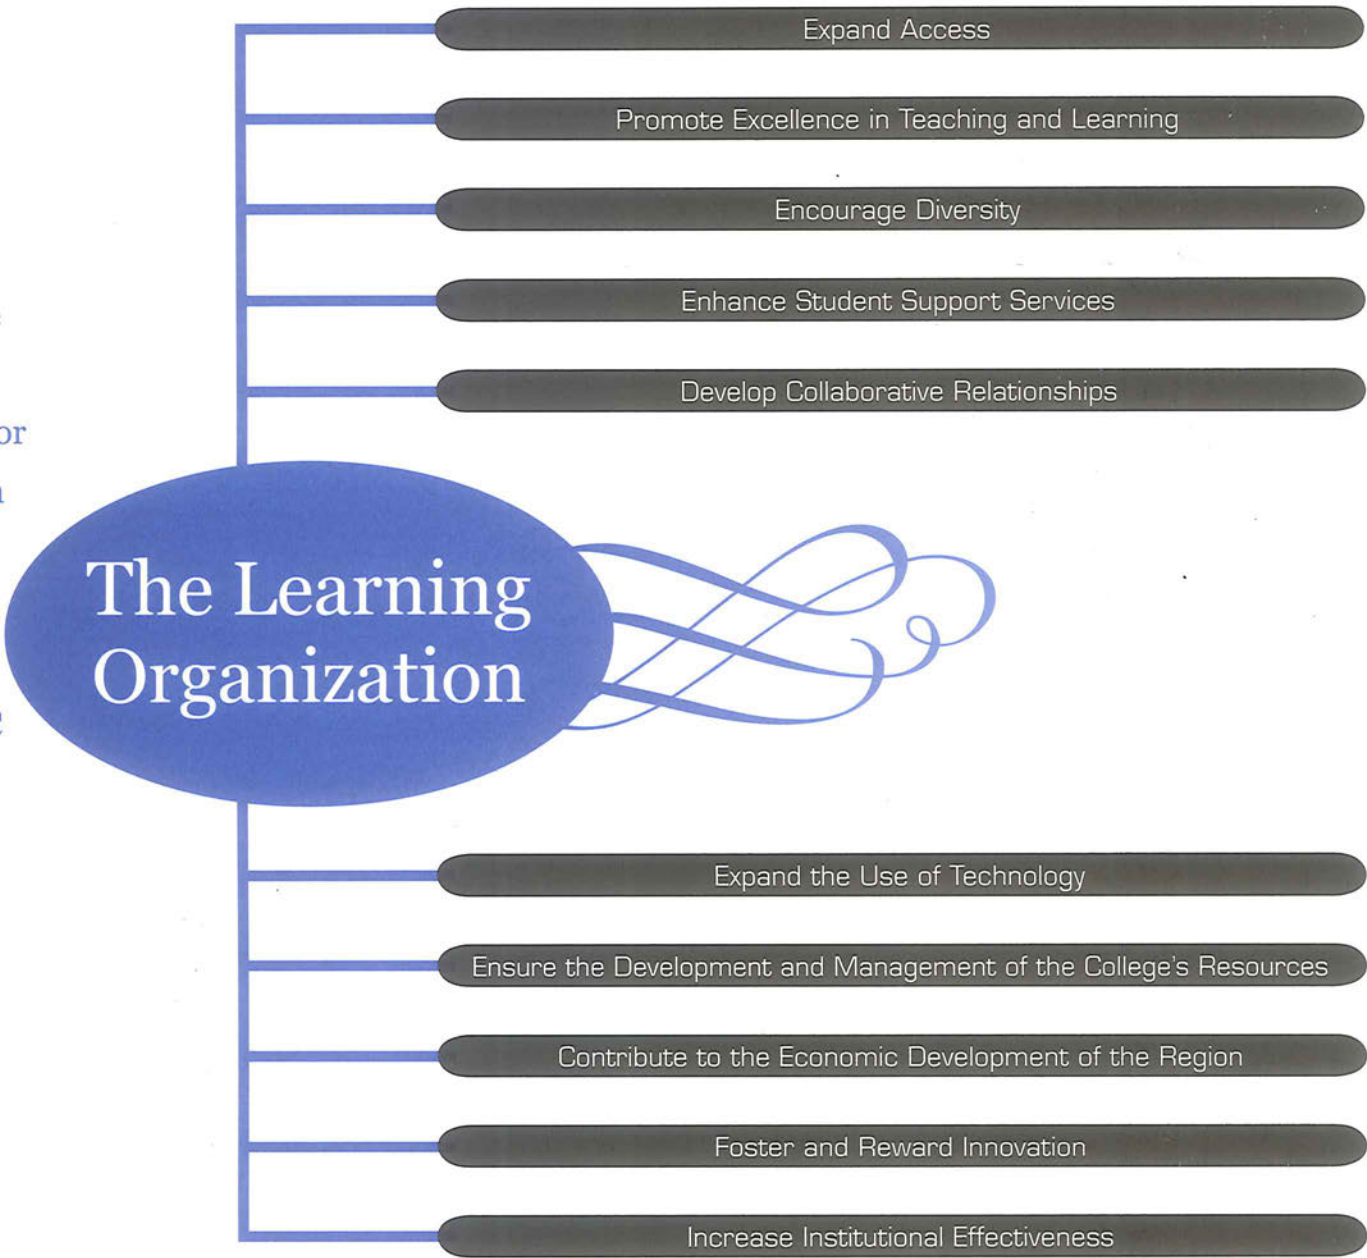 Expand Access
Promote Excellence in Teaching and Learning
Encourage Diversity
Enhance Student Support Services
Develop Collaborative Relationships
or
The Learning
Organization
Expand the Use of Technology
Ensure the Development and Management of the College's Resources
Contribute to the Economic Development of the Region
Foster and Reward Innovation
Increase Institutional Effectiveness